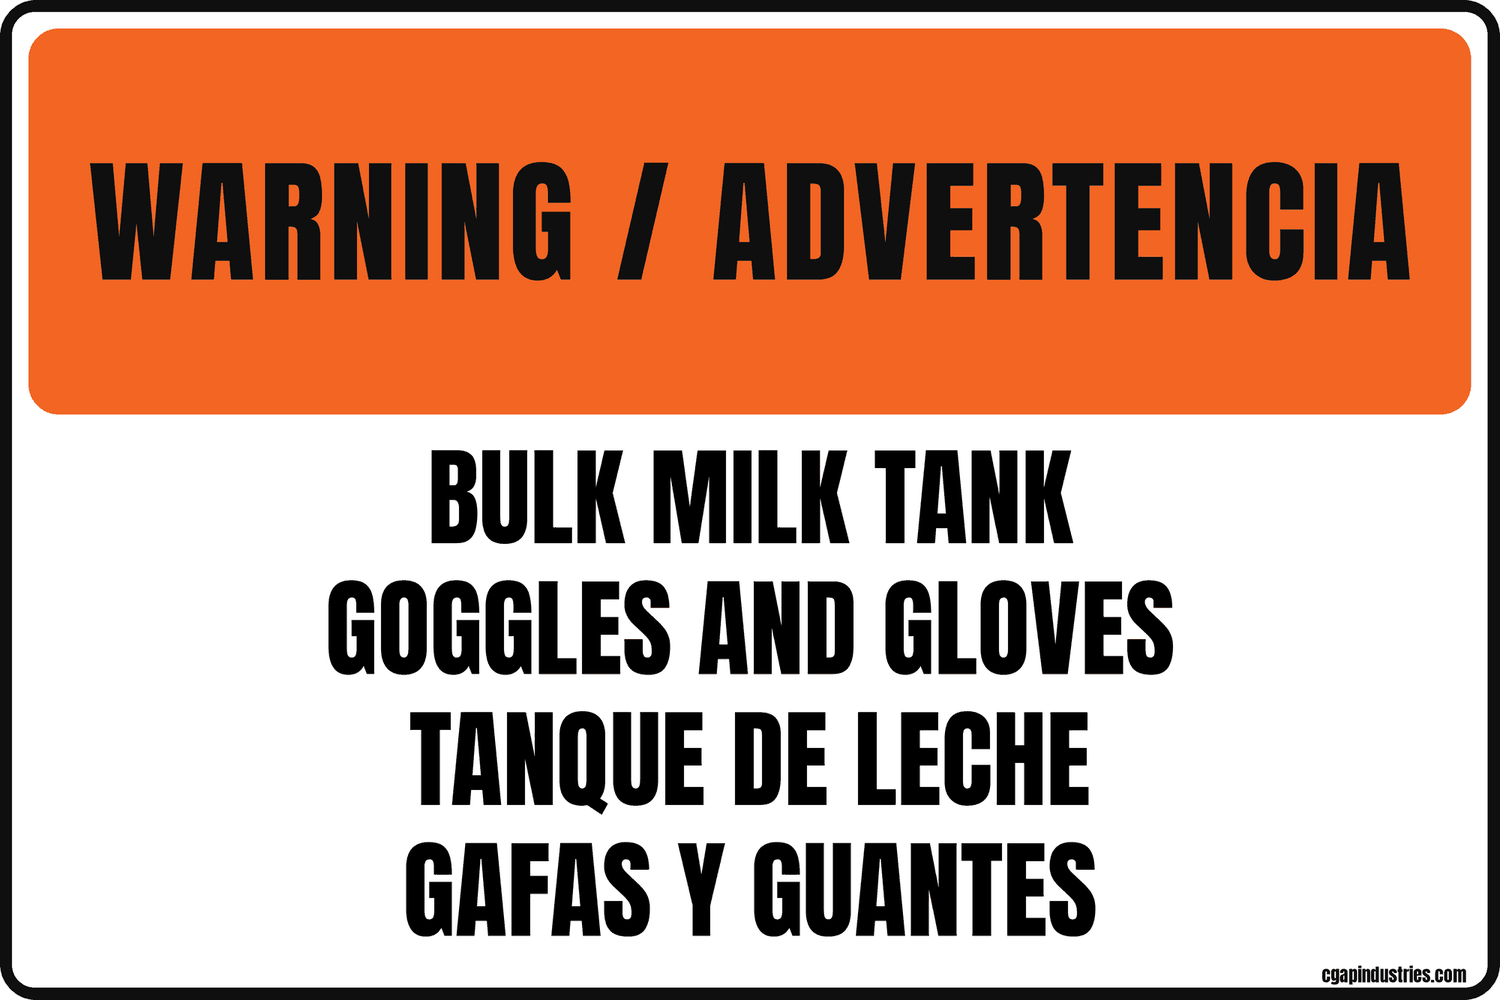 WARNING / ADVERTENCIA
BULK MILK TANK
GOGGLES AND GLOVES
TANQUE DE LECHE
GAFAS Y GUANTES
cgapindustries.com